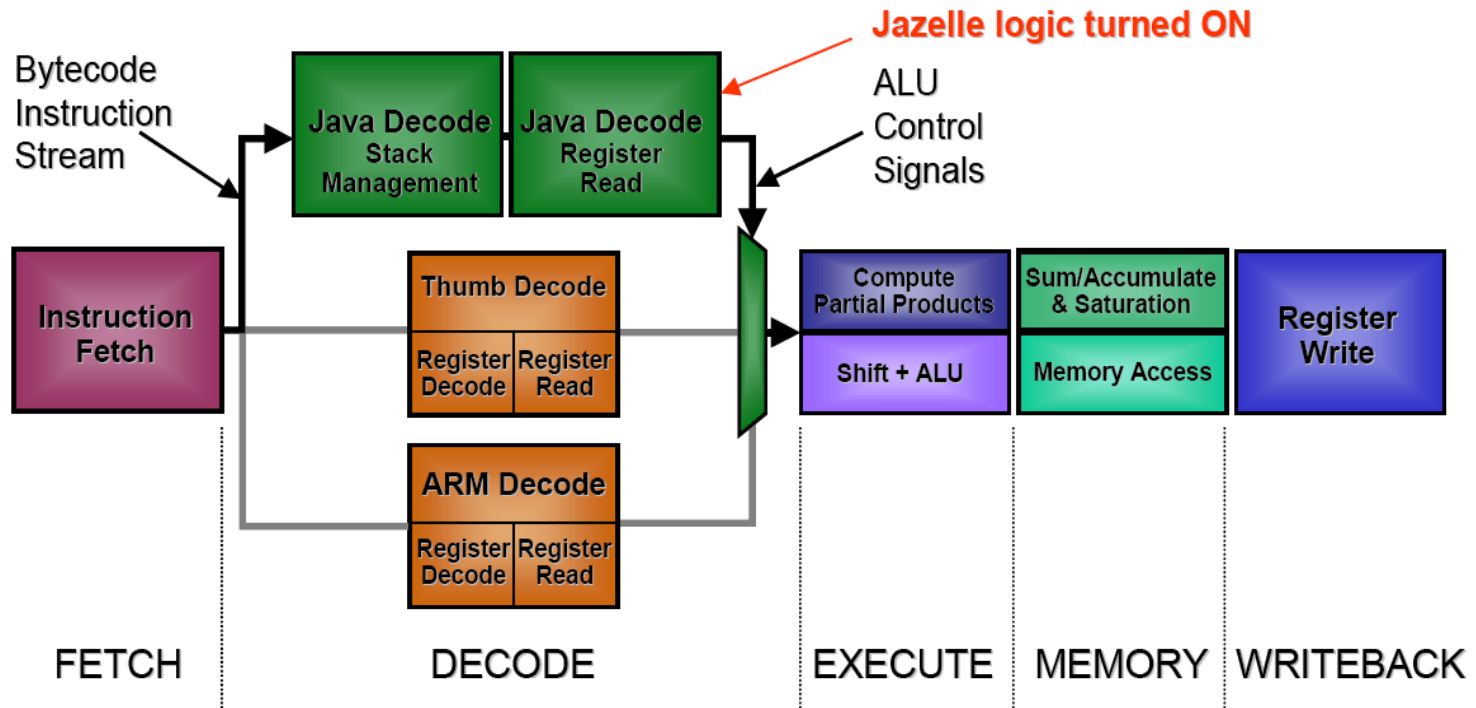 Jazelle logic turned ON
Bytecode
Instruction
Stream
Java Decode
Stack
Management
Java Decode
Register
Read
ALU
Control
Signals
Instruction
Fetch
Thumb Decode
Register
Decode
Register
Read
ARM Decode
Register
Decode
Register
Read
Compute
Partial Products
Shift + ALU
Sum/Accumulate
& Saturation
Memory Access
Register
Write
FETCH
DECODE
EXECUTE
MEMORY
WRITEBACK